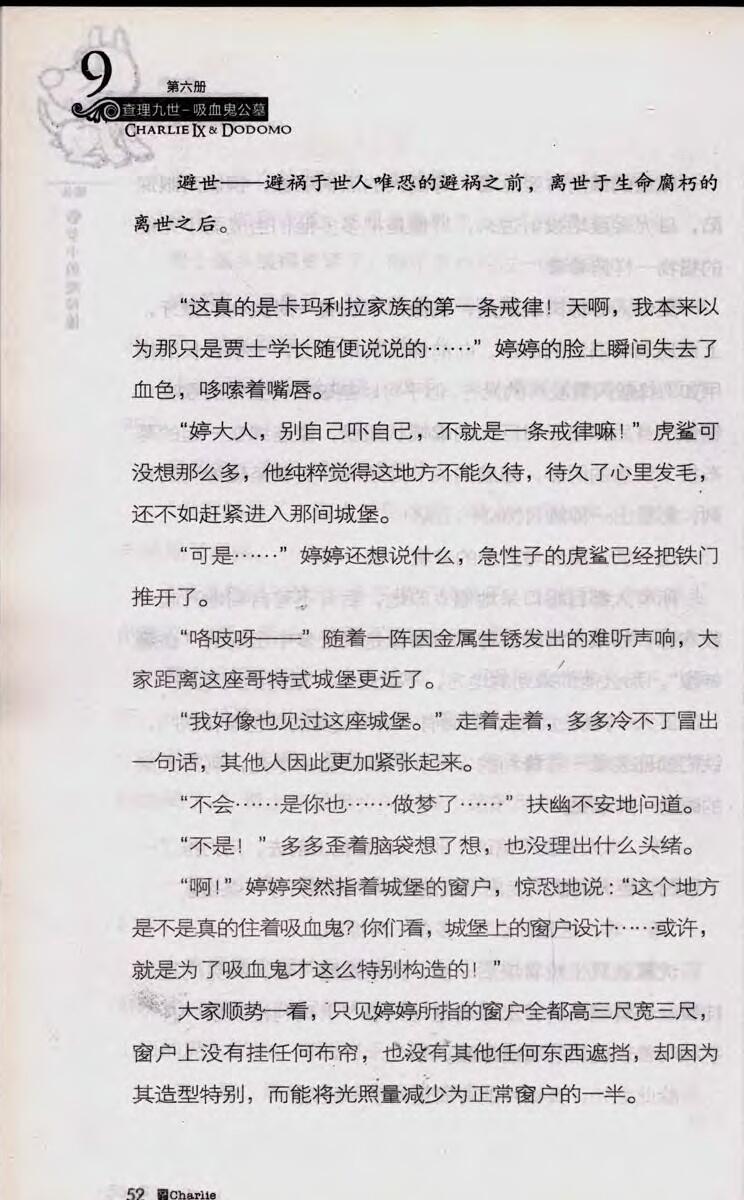 9
第六册
查理九世-吸血鬼公墓
CHARLIE IX & DODOMO
避世——避祸于世人唯恐的避祸之前，离世于生命腐朽的
离世之后。
“这真的是卡玛利拉家族的第一条戒律！天啊，我本来以
为那只是贾士学长随便说说的……”婷婷的脸上瞬间失去了
血色，哆嗦着嘴唇。
“婷大人，别自己吓自己，不就是一条戒律嘛！”虎鲨可
没想那么多，他纯粹觉得这地方不能久待，待久了心里发毛，
还不如赶紧进入那间城堡。
“可是……”婷婷还想说什么，急性子的虎鲨已经把铁门
推开了。
“咯吱呀——”随着一阵因金属生锈发出的难听声响，大
家距离这座哥特式城堡更近了。
“我好像也见过这座城堡。”走着走着，多多冷不丁冒出
一句话，其他人因此更加紧张起来。
“不会……是你也……做梦了……”扶幽不安地问道。
“不是！”多多歪着脑袋想了想，也没理出什么头绪。
“啊！”婷婷突然指着城堡的窗户，惊恐地说：“这个地方
是不是真的住着吸血鬼？你们看，城堡上的窗户设计……或许，
就是为了吸血鬼才这么特别构造的！”
大家顺势一看，只见婷婷所指的窗户全都高三尺宽三尺，
窗户上没有挂任何布帘，也没有其他任何东西遮挡，却因为
其造型特别，而能将光照量减少为正常窗户的一半。
52 Charlie